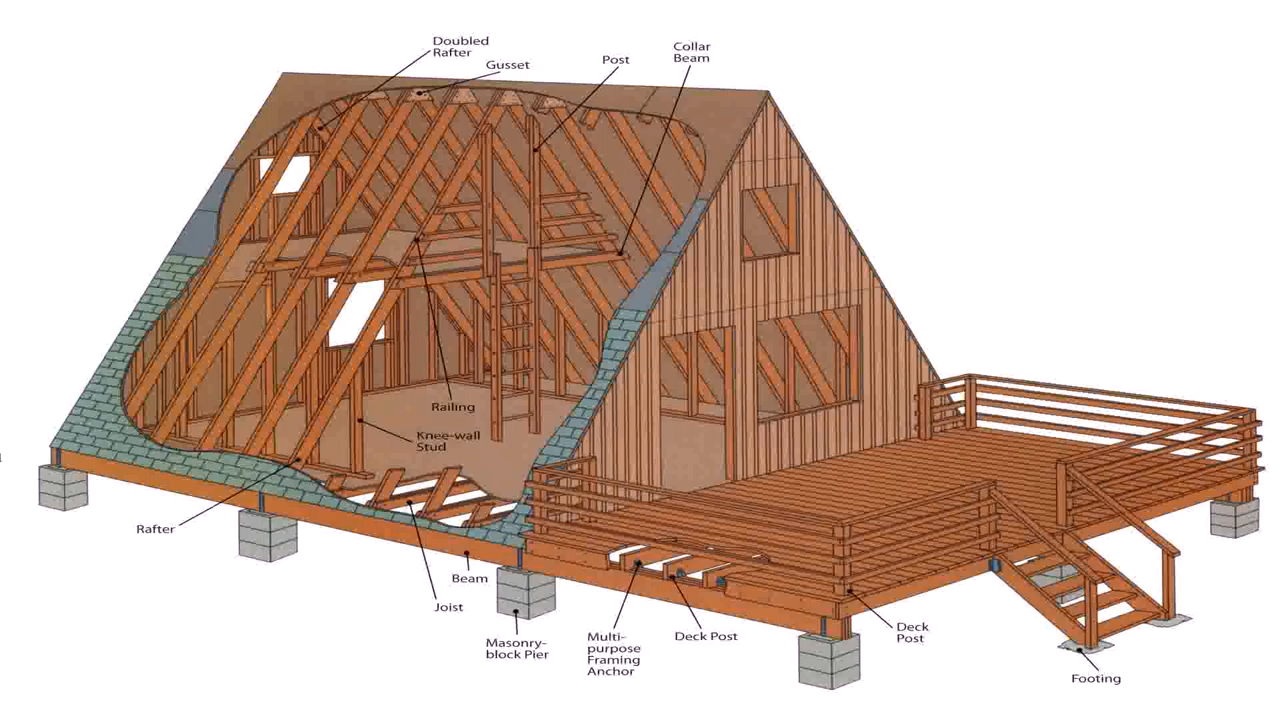 Doubled
Rafter
Gusset
Post
Collar
Beam
Railing
Knee-wall
Stud
Rafter
Beam
Joist
Masonry-
block Pier
Multi-
purpose
Framing
Anchor
Deck Post
Deck
Post
Footing